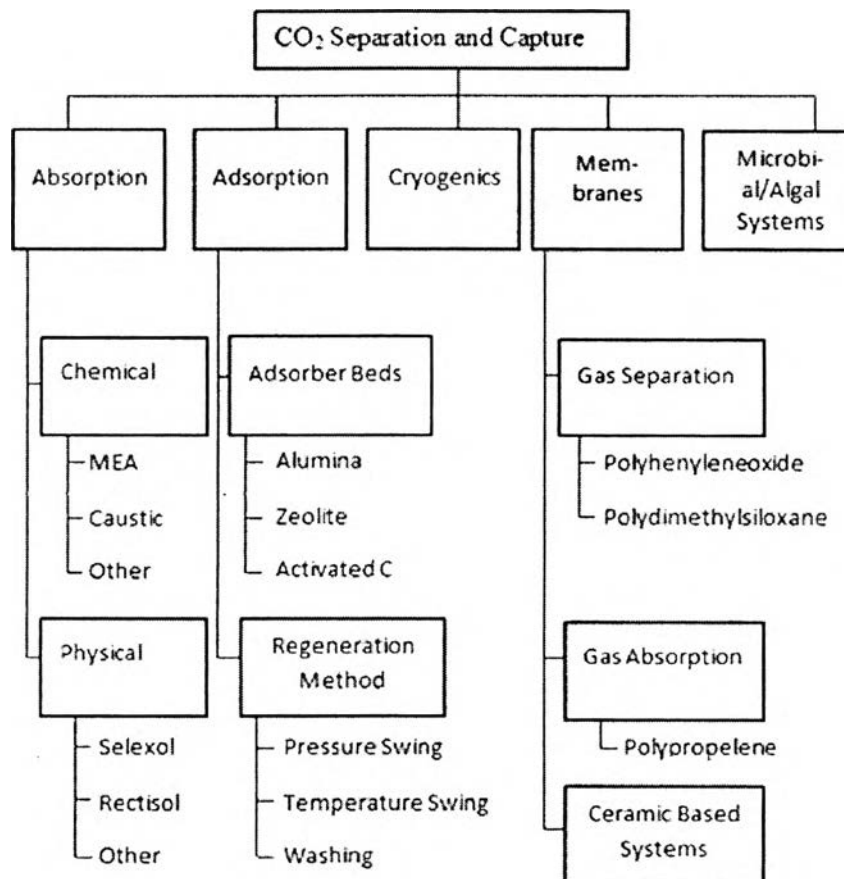 CO₂ Separation and Capture
Absorption
Adsorption
Cryogenics
Mem-
branes
Microbi-
al/Algal
Systems
Chemical
MEA
Caustic
Other
Physical
Selexol
Rectisol
Other
Adsorber Beds
Alumina
Zeolite
Activated C
Regeneration
Method
Pressure Swing
Temperature Swing
Washing
Gas Separation
Polyhenyleneoxide
Polydimethylsiloxane
Gas Absorption
Polypropelene
Ceramic Based
Systems